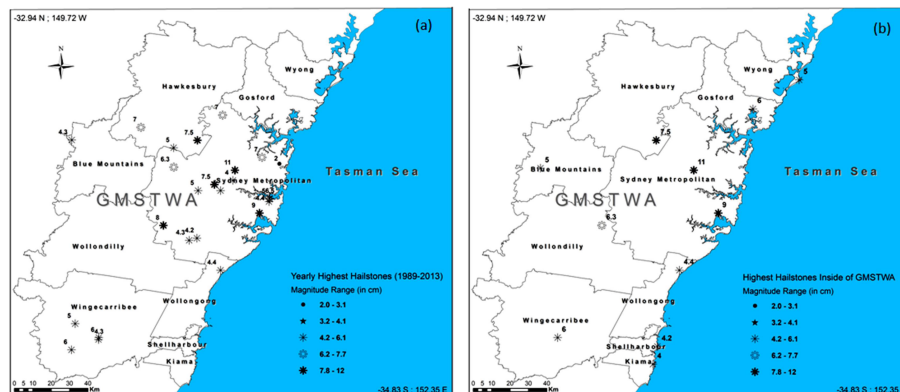 -32.94 N ; 149.72 W
(a)
N
Wyong
Hawkesbury
Gosford
7
7
4.3
5
7.5
7
2
6.3
Blue Mountains
11
4
Sydney Metropolitan
Tasman Sea
7.5
5
GMSTWA
9
8
4.3
4.2
Wollondilly
4.4
Yearly Highest Hailstones (1989-2013)
Magnitude Range (in cm)
2.0 - 3.1
3.2 - 4.1
4.2 - 6.1
6.2 - 7.7
7.8 - 12
Wollongong
Wingecarribee
5
6
4.3
6
Shellharbour
Kiama
0 5 10 20 30 40
Km
-34.83 S ; 152.35 E
-32.94 N ; 149.72 W
(b)
N
Wyong
5
Hawkesbury
Gosford
6
7.5
5
Blue Mountains
11
Sydney Metropolitan
Tasman Sea
GMSTWA
9
6.3
Wollondilly
4.4
Highest Hailstones Inside of GMSTWA
Magnitude Range (in cm)
2.0 - 3.1
3.2 - 4.1
4.2 - 6.1
6.2 - 7.7
7.8 - 12
Wollongong
Wingecarribee
6
4.2
Shellharbour
4
Kiama
0 5 10 20 30 40
Km
-34.83 S ; 152.35 E